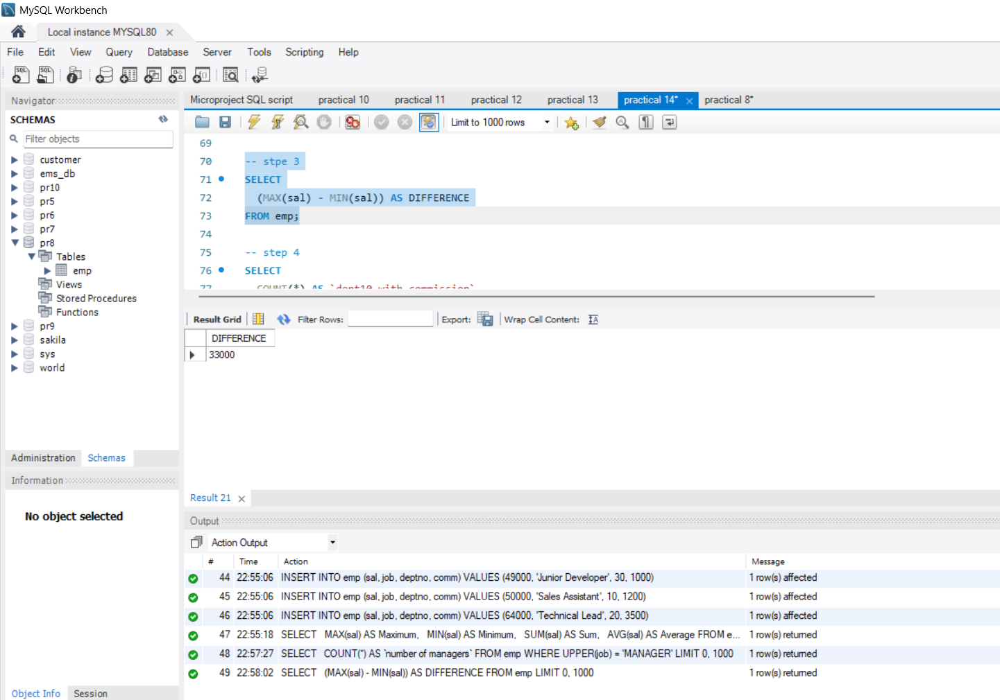 MySQL Workbench
Local instance MYSQL80
File Edit View Query Database Server Tools Scripting Help
Navigator
SCHEMAS
Filter objects
customer
ems_db
pr10
pr5
pr6
pr7
pr8
Tables
emp
Views
Stored Procedures
Functions
pr9
sakila
sys
world
Administration Schemas
Information
No object selected
Object Info Session
Microproject SQL script practical 10 practical 11 practical 12 practical 13 practical 14* practical 8*
Limit to 1000 rows
69
70 -- stpe 3
71 SELECT
72 (MAX(sal) - MIN(sal)) AS DIFFERENCE
73 FROM emp;
74
75 -- step 4
76 SELECT
77 COUNT(*) AS `dept10 with commission`
Result Grid Filter Rows: Export: Wrap Cell Content:
DIFFERENCE
33000
Result 21
Output
Action Output
# Time Action Message
44 22:55:06 INSERT INTO emp (sal, job, deptno, comm) VALUES (49000, 'Junior Developer', 30, 1000) 1 row(s) affected
45 22:55:06 INSERT INTO emp (sal, job, deptno, comm) VALUES (50000, 'Sales Assistant', 10, 1200) 1 row(s) affected
46 22:55:06 INSERT INTO emp (sal, job, deptno, comm) VALUES (64000, 'Technical Lead', 20, 3500) 1 row(s) affected
47 22:55:18 SELECT MAX(sal) AS Maximum, MIN(sal) AS Minimum, SUM(sal) AS Sum, AVG(sal) AS Average FROM e... 1 row(s) returned
48 22:57:27 SELECT COUNT(*) AS `number of managers` FROM emp WHERE UPPER(job) = 'MANAGER' LIMIT 0, 1000 1 row(s) returned
49 22:58:02 SELECT (MAX(sal) - MIN(sal)) AS DIFFERENCE FROM emp LIMIT 0, 1000 1 row(s) returned